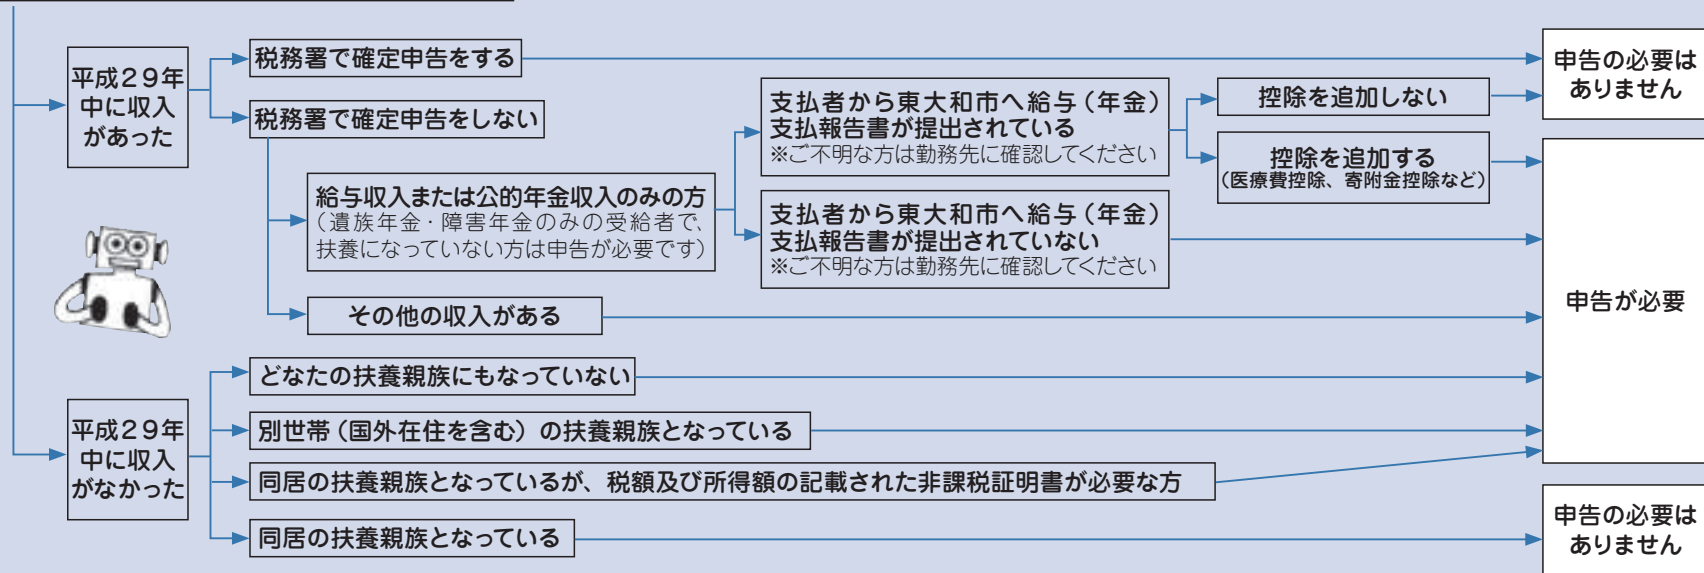 平成29年
中に収入
があった
税務署で確定申告をする
税務署で確定申告をしない
給与収入または公的年金収入のみの方
（遺族年金・障害年金のみの受給者で、
扶養になっていない方は申告が必要です）
その他の収入がある
支払者から東大和市へ給与（年金）
支払報告書が提出されている
※ご不明な方は勤務先に確認してください
支払者から東大和市へ給与（年金）
支払報告書が提出されていない
※ご不明な方は勤務先に確認してください
控除を追加しない
控除を追加する
（医療費控除、寄附金控除など）
申告の必要は
ありません
申告が必要
平成29年
中に収入
がなかった
どなたの扶養親族にもなっていない
別世帯（国外在住を含む）の扶養親族となっている
同居の扶養親族となっているが、税額及び所得額の記載された非課税証明書が必要な方
同居の扶養親族となっている
申告の必要は
ありません